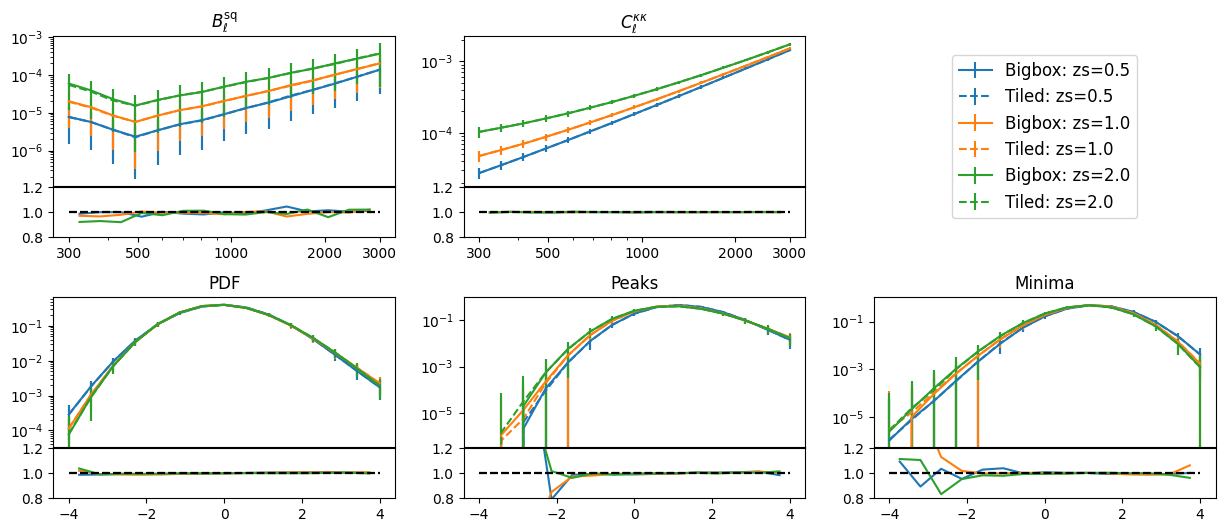 B_ℓ^sq
10^−3
10^−4
10^−5
10^−6
1.2
1.0
0.8
300 500 1000 2000 3000
C_ℓ^κκ
10^−3
10^−4
1.2
1.0
0.8
300 500 1000 2000 3000
Bigbox: zs=0.5
Tiled: zs=0.5
Bigbox: zs=1.0
Tiled: zs=1.0
Bigbox: zs=2.0
Tiled: zs=2.0
PDF
10^−1
10^−2
10^−3
10^−4
1.2
1.0
0.8
−4 −2 0 2 4
Peaks
10^−1
10^−3
10^−5
1.2
1.0
0.8
−4 −2 0 2 4
Minima
10^−1
10^−3
10^−5
1.2
1.0
0.8
−4 −2 0 2 4